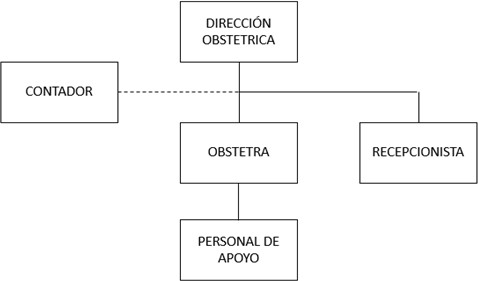 DIRECCIÓN
OBSTETRICA
CONTADOR
OBSTETRA
RECEPCIONISTA
PERSONAL DE
APOYO